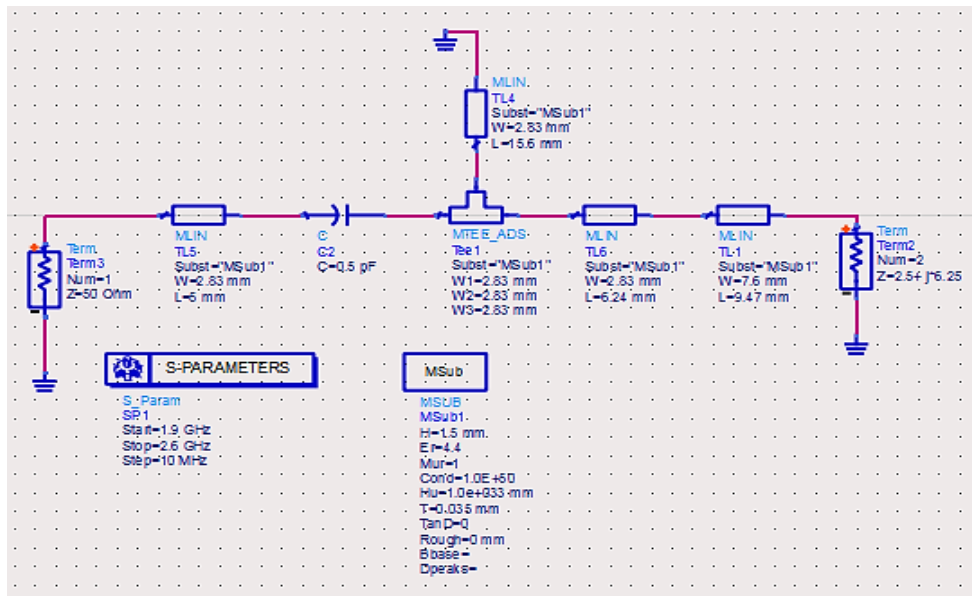 MLIN
TL4
Subst="MSub1"
W=2.83 mm
L=15.6 mm
Term
Term3
Num=1
Z=50 Ohm
MLIN
TL5
Subst="MSub1"
W=2.83 mm
L=5 mm
C
C2
C=0.5 pF
MTEE_ADS
Tee1
Subst="MSub1"
W1=2.83 mm
W2=2.83 mm
W3=2.83 mm
MLIN
TL6
Subst="MSub1"
W=2.83 mm
L=6.24 mm
MLIN
TL1
Subst="MSub1"
W=7.6 mm
L=9.47 mm
Term
Term2
Num=2
Z=2.5+j*6.25
S-PARAMETERS
S_Param
SP1
Start=1.9 GHz
Stop=2.6 GHz
Step=10 MHz
MSub
MSUB
MSub1
H=1.5 mm
Er=4.4
Mur=1
Cond=1.0E+50
Hu=1.0e+033 mm
T=0.035 mm
TanD=0
Rough=0 mm
Bbase=
Dpeaks=